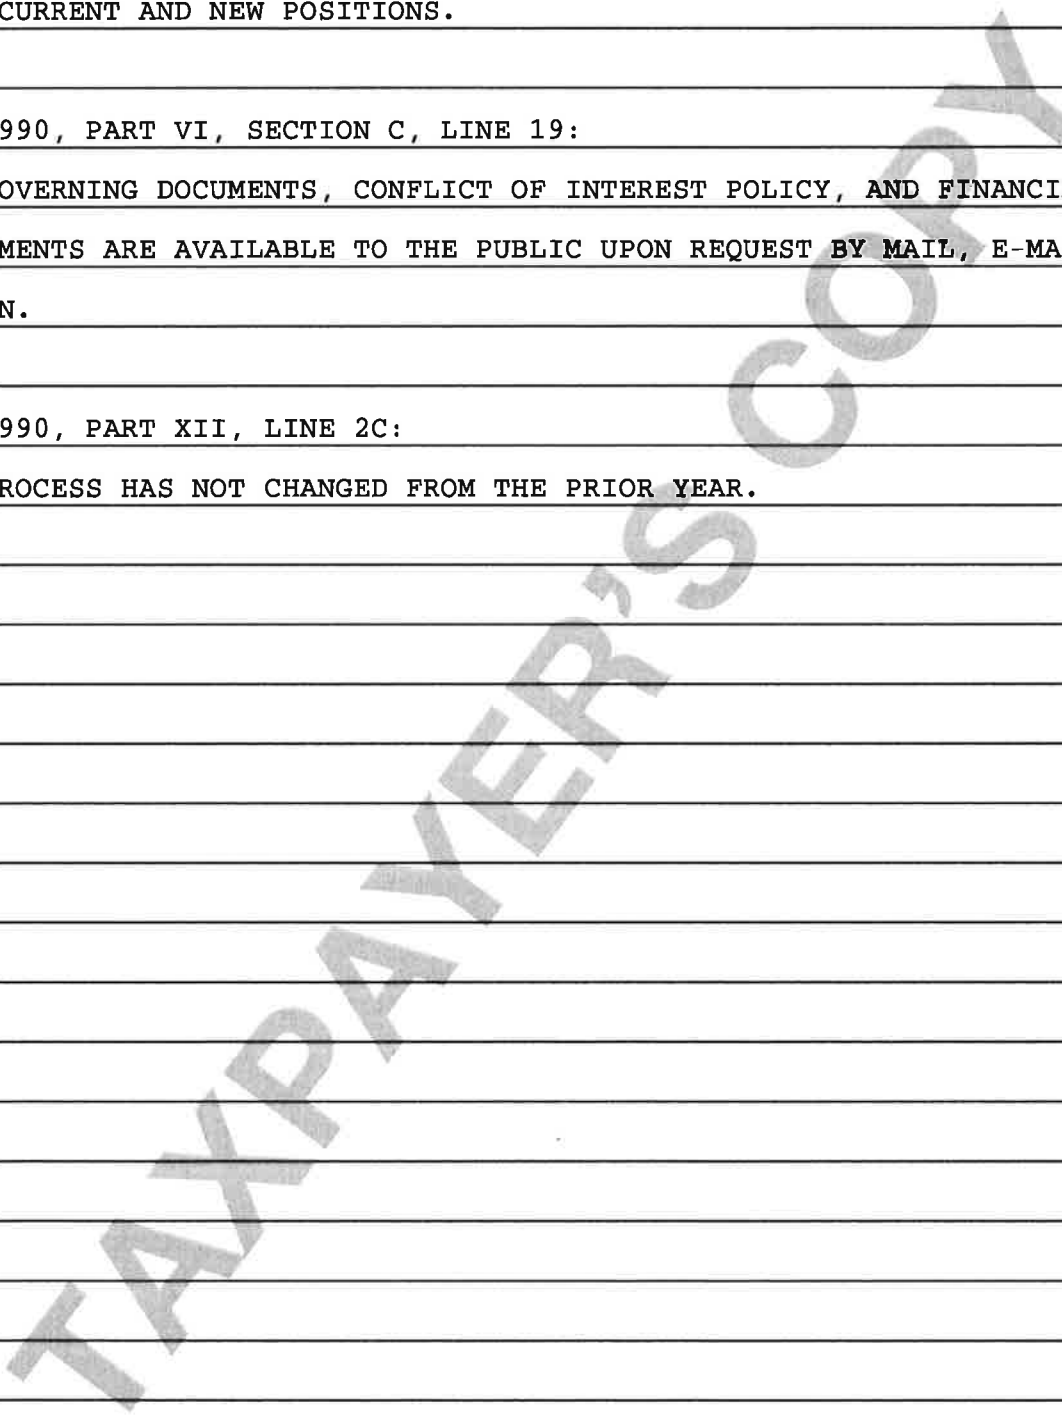 CURRENT AND NEW POSITIONS.
990, PART VI, SECTION C, LINE 19:
OVERNING DOCUMENTS, CONFLICT OF INTEREST POLICY, AND FINANCI
MENTS ARE AVAILABLE TO THE PUBLIC UPON REQUEST BY MAIL, E-MA
N.
990, PART XII, LINE 2C:
ROCESS HAS NOT CHANGED FROM THE PRIOR YEAR.
TAXPAYER'S COPY